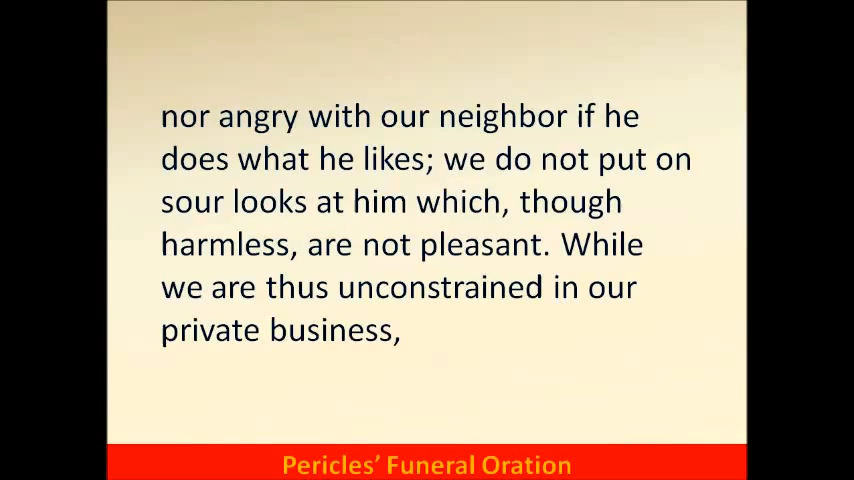 nor angry with our neighbor if he
does what he likes; we do not put on
sour looks at him which, though
harmless, are not pleasant. While
we are thus unconstrained in our
private business,
Pericles’ Funeral Oration